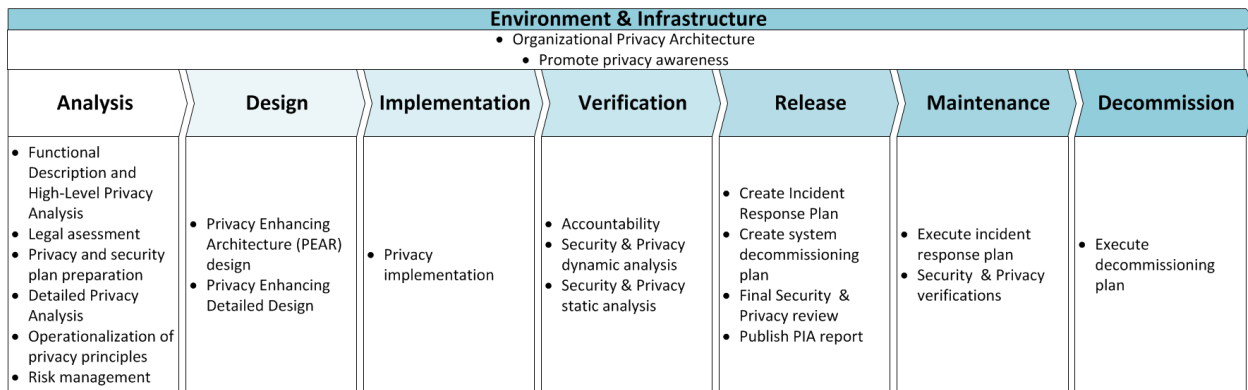 Environment & Infrastructure
• Organizational Privacy Architecture
• Promote privacy awareness
Analysis
Design
Implementation
Verification
Release
Maintenance
Decommission
• Functional
Description and
High-Level Privacy
Analysis
• Legal asessment
• Privacy and security
plan preparation
• Detailed Privacy
Analysis
• Operationalization of
privacy principles
• Risk management
• Privacy Enhancing
Architecture (PEAR)
design
• Privacy Enhancing
Detailed Design
• Privacy
implementation
• Accountability
• Security & Privacy
dynamic analysis
• Security & Privacy
static analysis
• Create Incident
Response Plan
• Create system
decommissioning
plan
• Final Security & 
Privacy review
• Publish PIA report
• Execute incident
response plan
• Security & Privacy
verifications
• Execute
decommissioning
plan